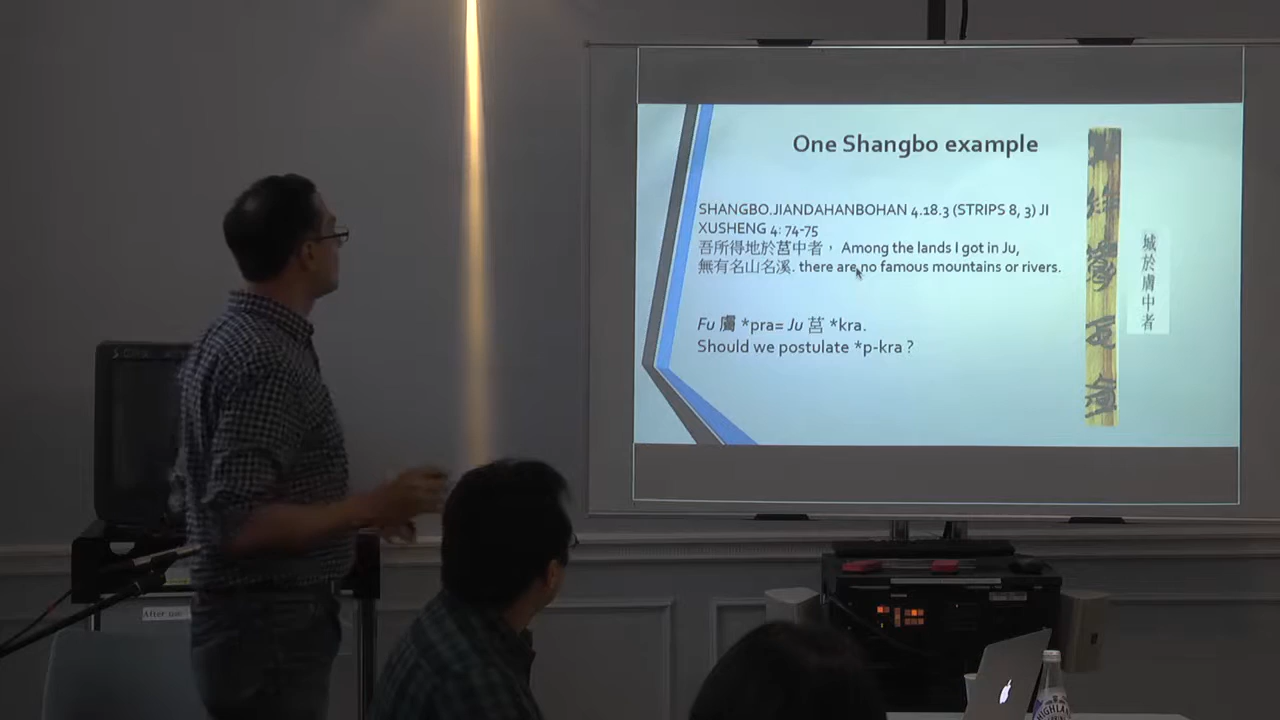 One Shangbo example
SHANGBO.JIANDAHANBOHAN 4.18.3 (STRIPS 8, 3) JI
XUSHENG 4: 74-75
吾所得地於莒中者， Among the lands I got in Ju,
無有名山名溪. there are no famous mountains or rivers.
Fu 膚 *pra= Ju 莒 *kra.
Should we postulate *p-kra ?
城於膚中者
After use
HIGHLAND